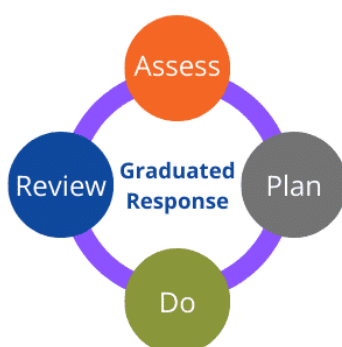 Assess
Review
Graduated
Response
Plan
Do